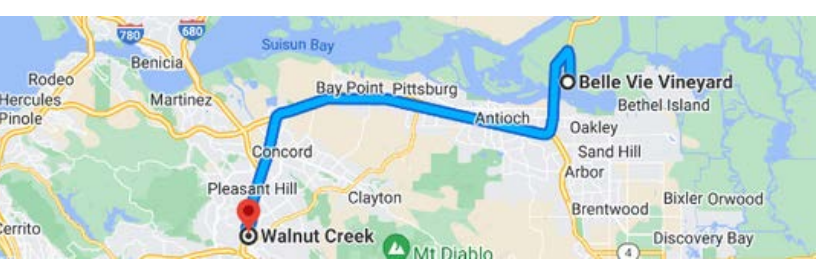 780
680
Suisun Bay
Benicia
Rodeo
Belle Vie Vineyard
Bay Point
Pittsburg
Hercules
Martinez
Bethel Island
Pinole
Antioch
Oakley
Concord
Sand Hill
Arbor
Pleasant Hill
Clayton
Bixler
Orwood
Brentwood
Cerrito
Walnut Creek
Discovery Bay
Mt Diablo
4